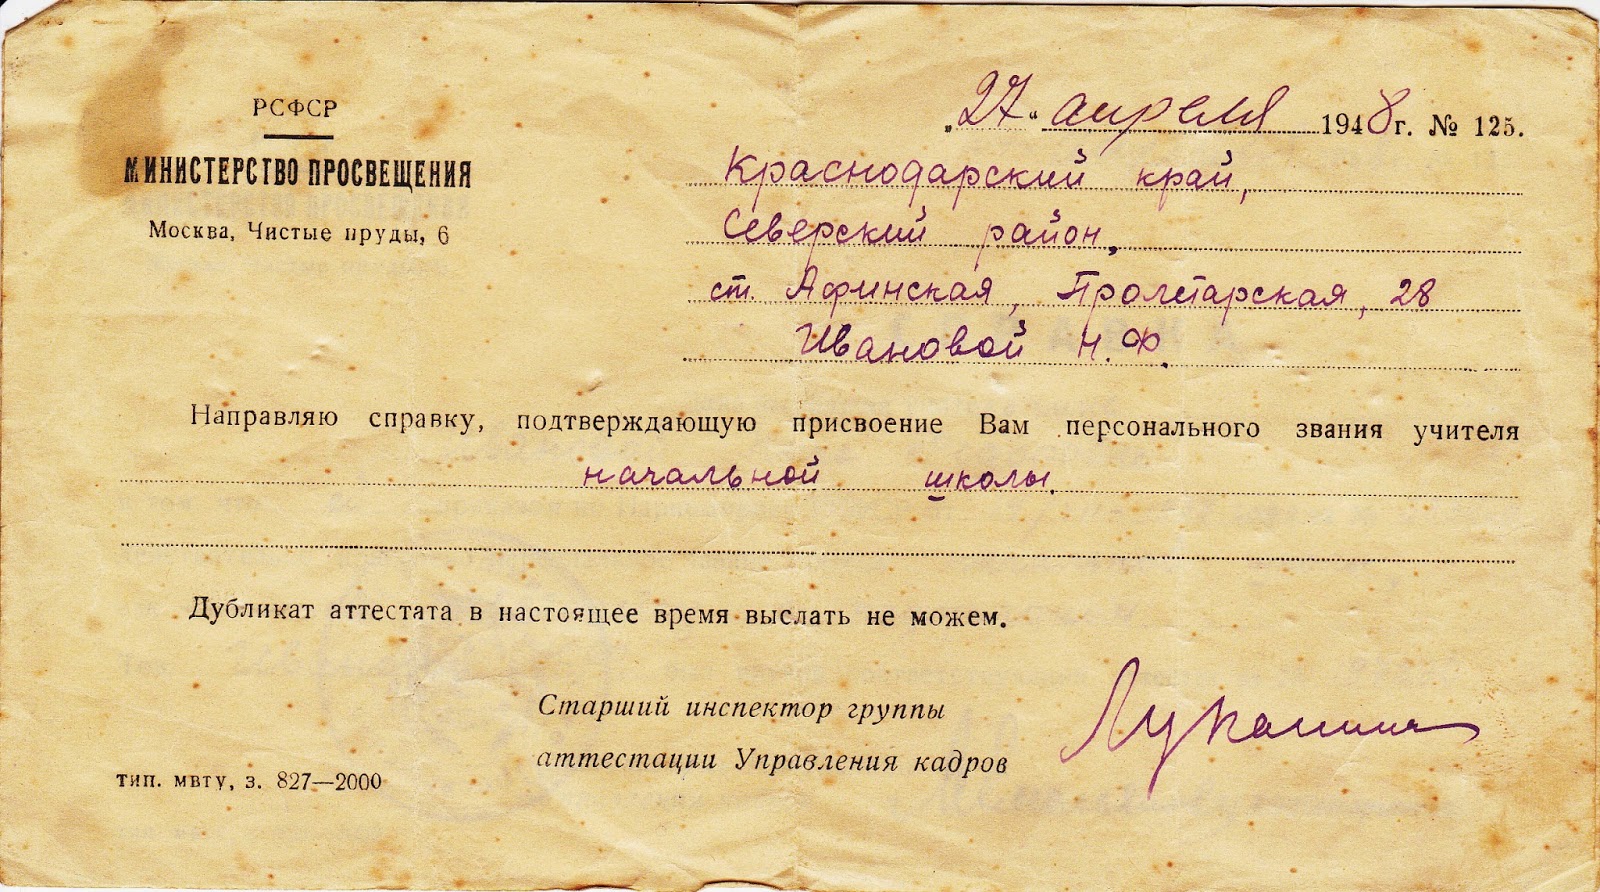 РСФСР
МИНИСТЕРСТВО ПРОСВЕЩЕНИЯ
Москва, Чистые пруды, 6
„27“ апреля 1948г. № 125.
Краснодарский край,
Северский район,
ст. Афинская, Пролетарская, 28
Ивановой Н.Ф.
Направляю справку, подтверждающую присвоение Вам персонального звания учителя
начальной школы.
Дубликат аттестата в настоящее время выслать не можем.
Старший инспектор группы
аттестации Управления кадров
тип. мвту, з. 827—2000